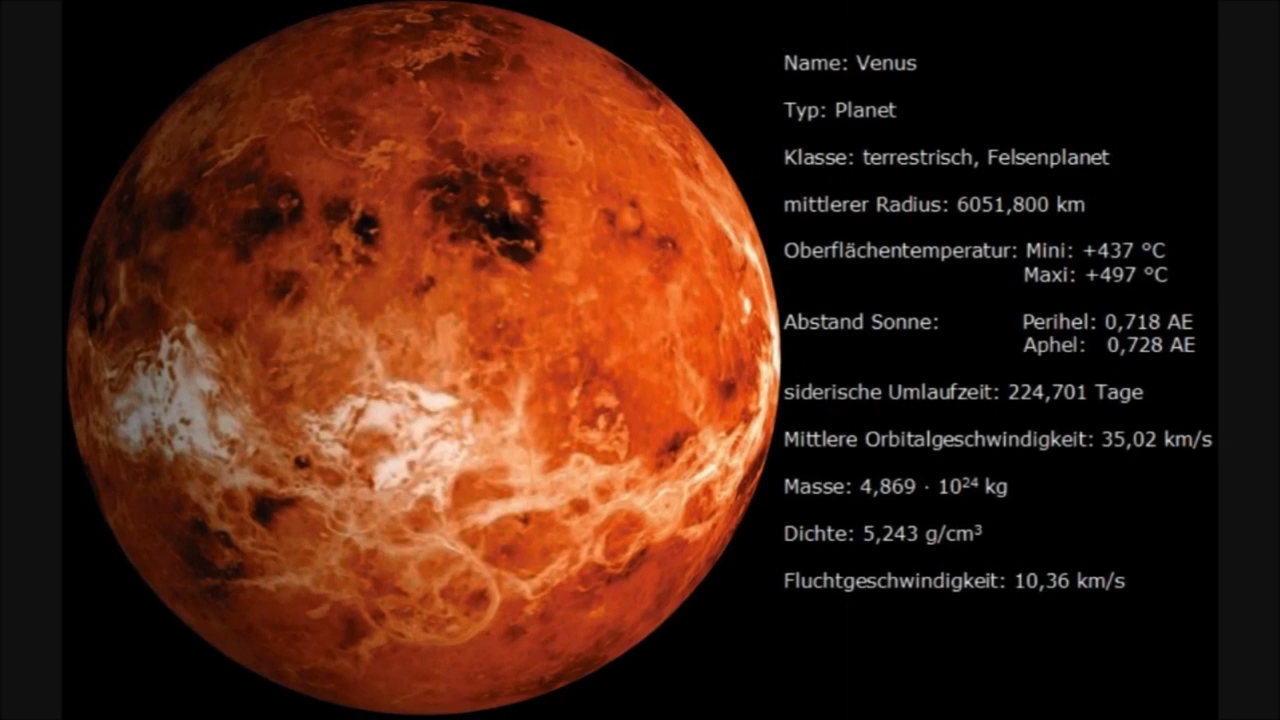 Name: Venus
Typ: Planet
Klasse: terrestrisch, Felsenplanet
mittlerer Radius: 6051,800 km
Oberflächentemperatur: Mini: +437 °C
Maxi: +497 °C
Abstand Sonne: Perihel: 0,718 AE
Aphel: 0,728 AE
siderische Umlaufzeit: 224,701 Tage
Mittlere Orbitalgeschwindigkeit: 35,02 km/s
Masse: 4,869 · 10²⁴ kg
Dichte: 5,243 g/cm³
Fluchtgeschwindigkeit: 10,36 km/s